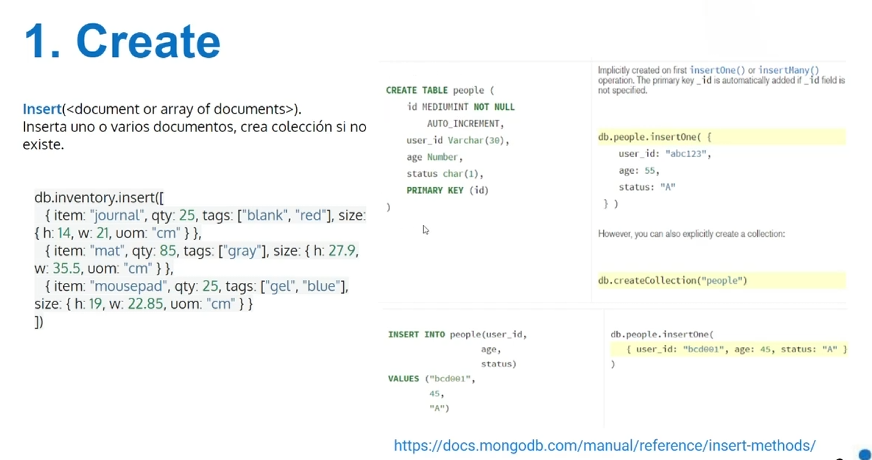 1. Create
Insert(<document or array of documents>).
Inserta uno o varios documentos, crea colección si no
existe.
db.inventory.insert([
{ item: "journal", qty: 25, tags: ["blank", "red"], size:
{ h: 14, w: 21, uom: "cm" } },
{ item: "mat", qty: 85, tags: ["gray"], size: { h: 27.9,
w: 35.5, uom: "cm" } },
{ item: "mousepad", qty: 25, tags: ["gel", "blue"],
size: { h: 19, w: 22.85, uom: "cm" } }
])
CREATE TABLE people (
id MEDIUMINT NOT NULL
AUTO_INCREMENT,
user_id Varchar(30),
age Number,
status char(1),
PRIMARY KEY (id)
)
Implicitly created on first insertOne() or insertMany()
operation. The primary key _id is automatically added if _id field is
not specified.
db.people.insertOne( {
user_id: "abc123",
age: 55,
status: "A"
} )
However, you can also explicitly create a collection:
db.createCollection("people")
INSERT INTO people(user_id,
age,
status)
VALUES ("bcd001",
45,
"A")
db.people.insertOne(
{ user_id: "bcd001", age: 45, status: "A" }
)
https://docs.mongodb.com/manual/reference/insert-methods/